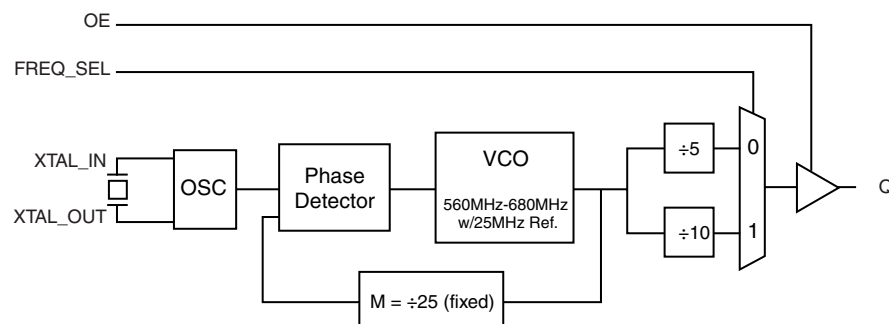 OE
FREQ_SEL
XTAL_IN
XTAL_OUT
OSC
Phase
Detector
VCO
560MHz-680MHz
w/25MHz Ref.
÷5
÷10
0
1
Q
M = ÷25 (fixed)